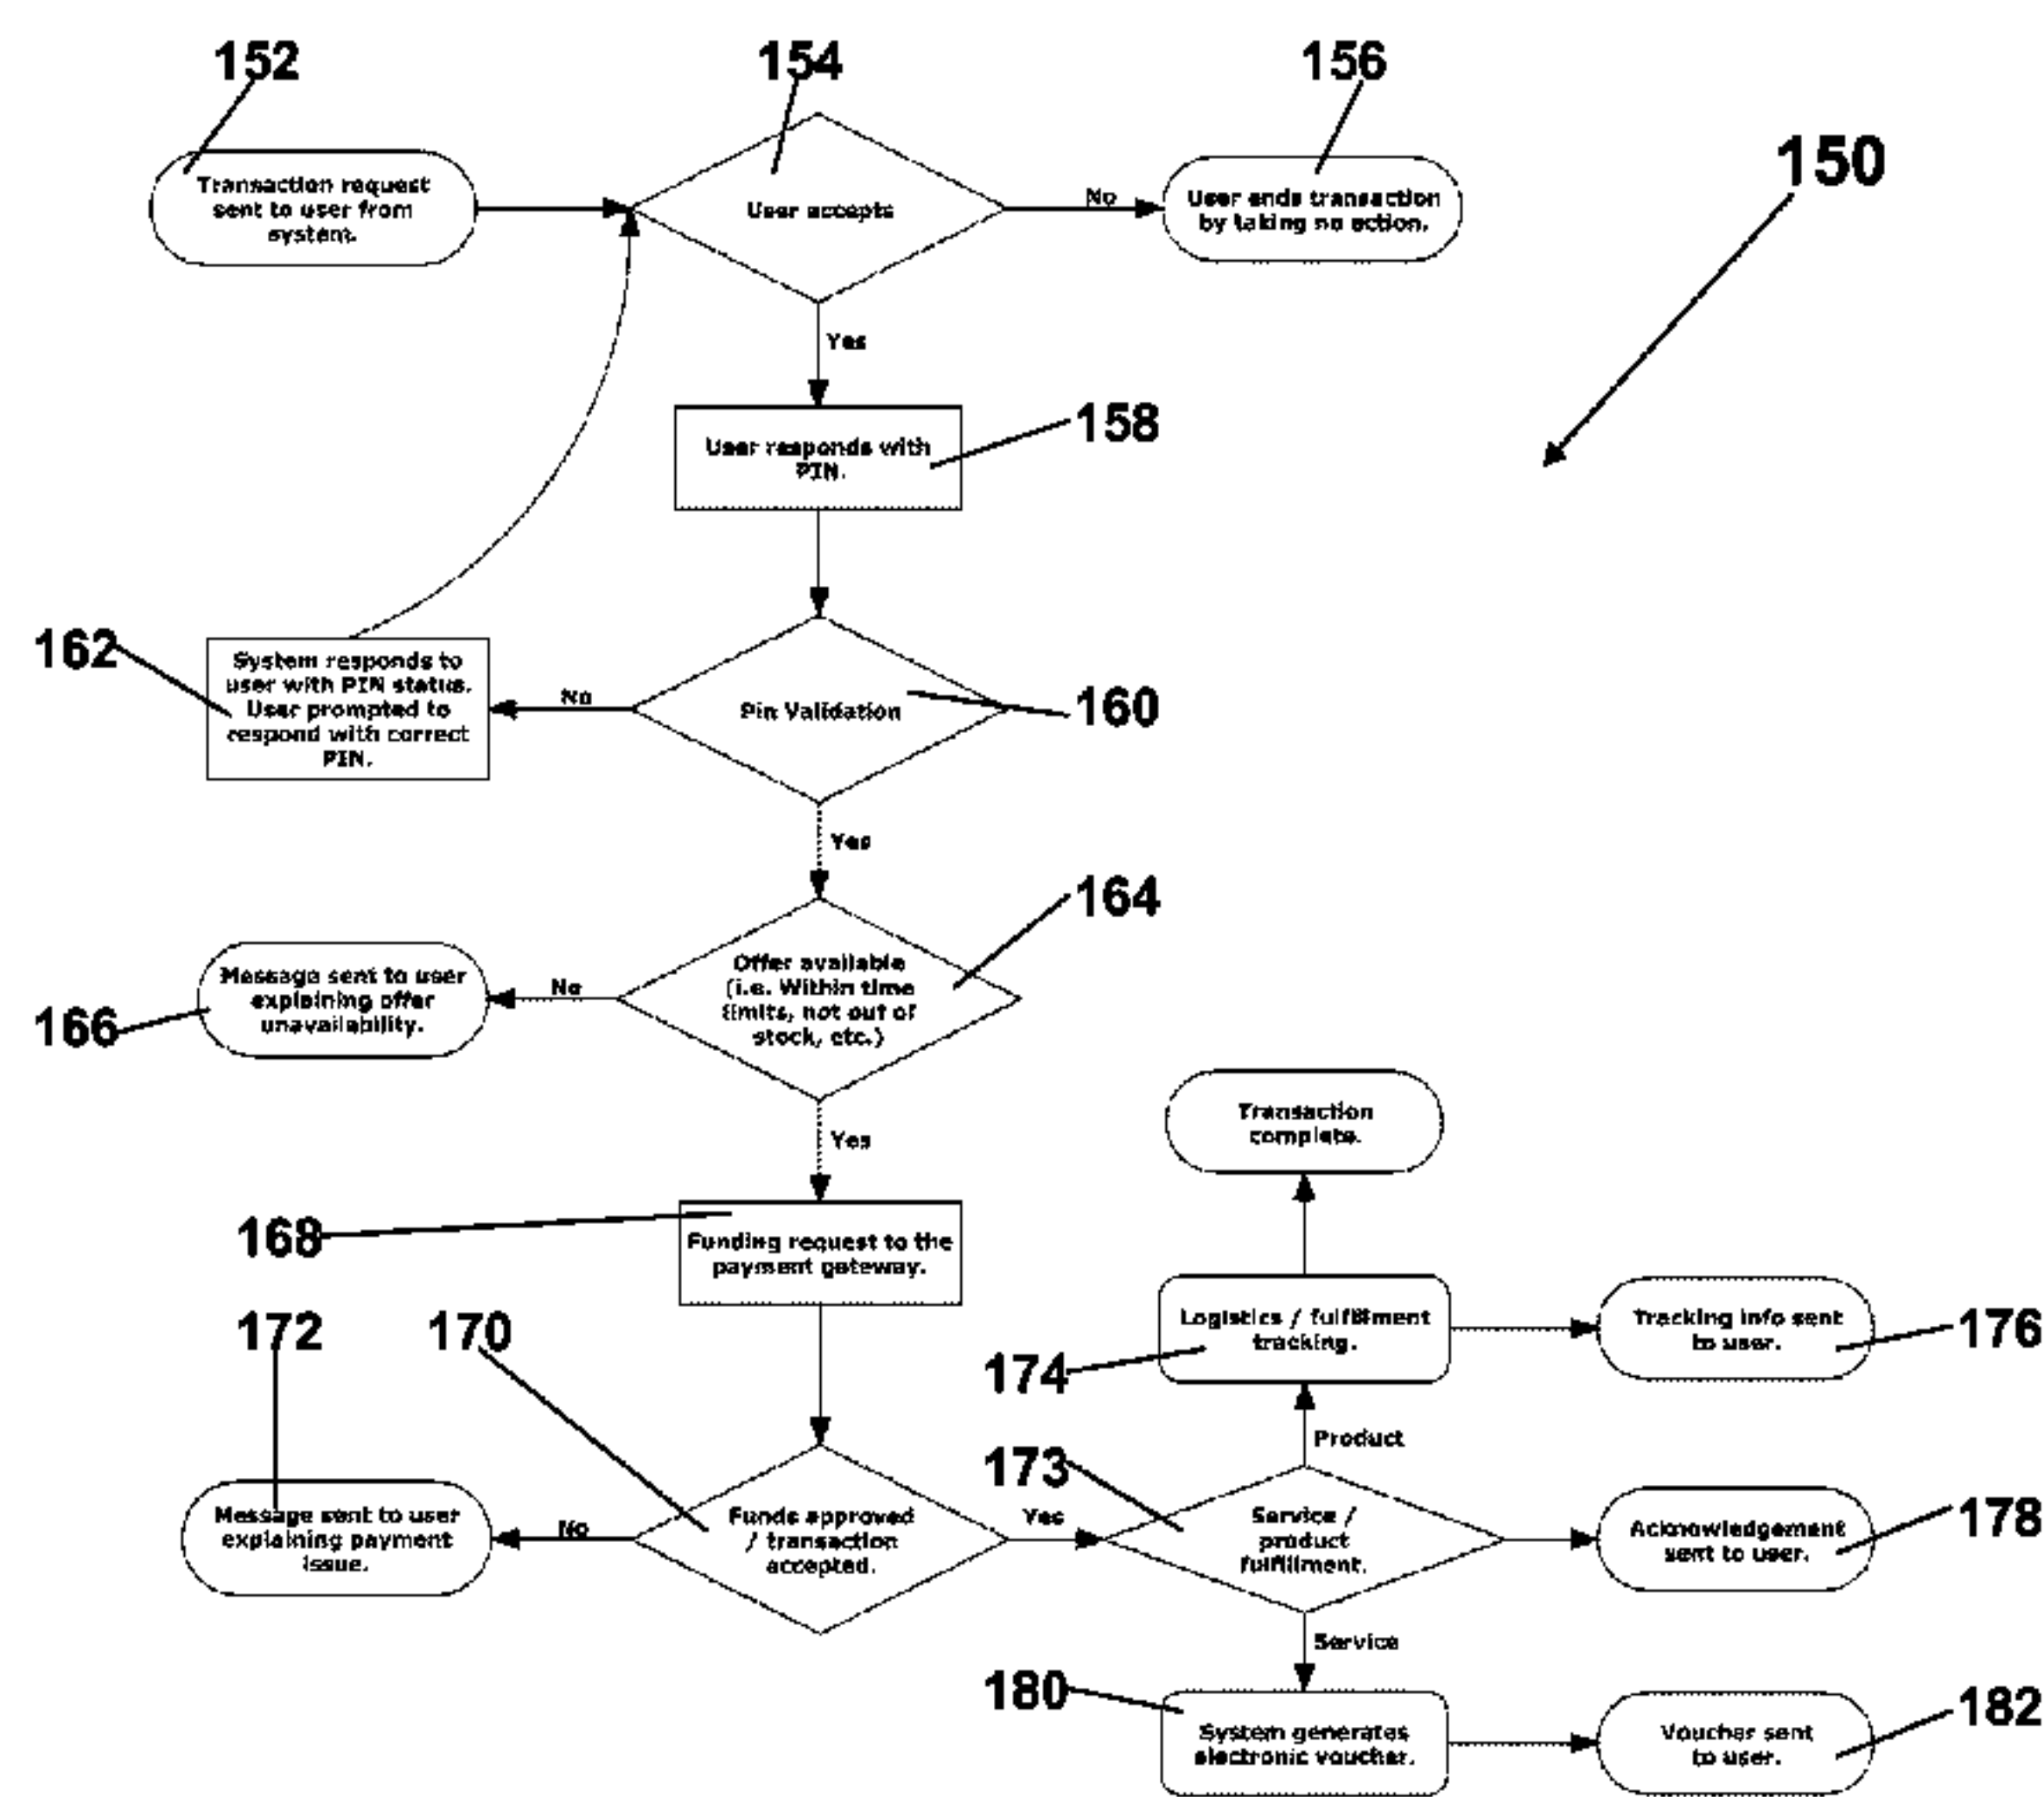 152
154
156
150
Transaction request
sent to user from
system.
User accepts
No
User ends transaction
by taking no action.
Yes
User responds with
PIN.
158
162
System responds to
user with PIN status.
User prompted to
respond with correct
PIN.
No
Pin Validation
160
Yes
164
Message sent to user
explaining offer
unavailability.
166
No
Offer available
(i.e. Within time
limits, not out of
stock, etc.)
Yes
Transaction
complete.
168
Funding request to the
payment gateway.
172
170
Logistics / fulfillment
tracking.
174
Tracking info sent
to user.
176
Product
173
Message sent to user
explaining payment
issue.
No
Funds approved
/ transaction
accepted.
Yes
Service /
product
fulfillment.
Acknowledgement
sent to user.
178
Service
180
System generates
electronic voucher.
Voucher sent
to user.
182